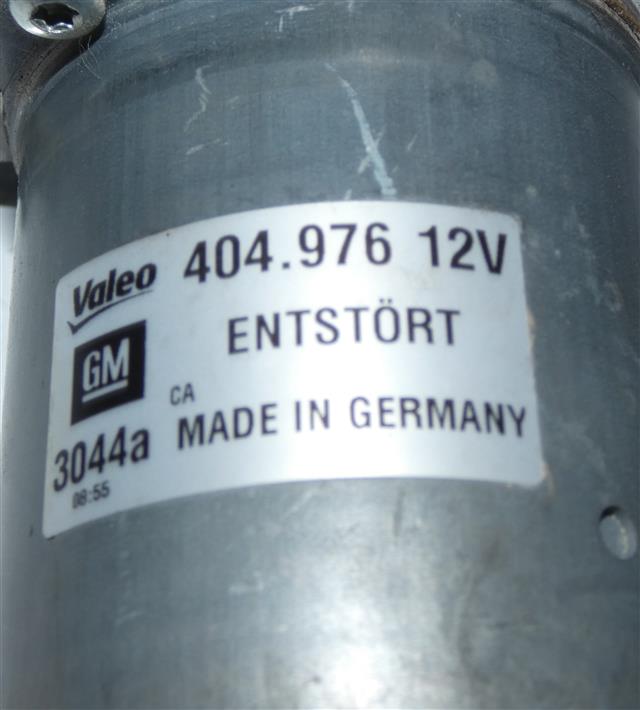 Valeo 404.976 12V
ENTSTÖRT
GM
CA
MADE IN GERMANY
3044a
08:55